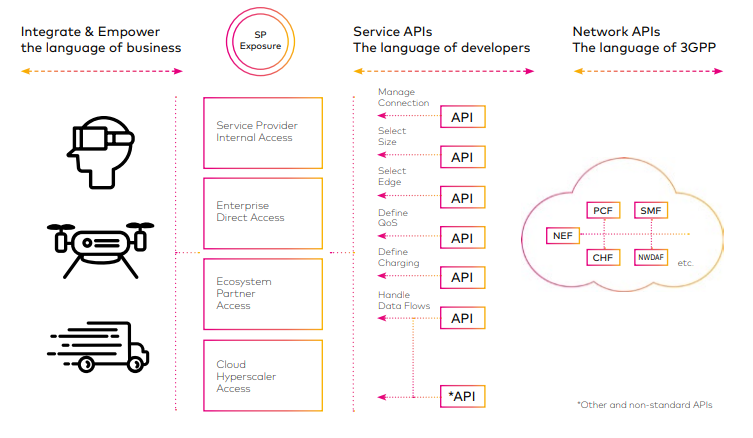 Integrate & Empower
the language of business
SP
Exposure
Service APIs
The language of developers
Network APIs
The language of 3GPP
Service Provider
Internal Access
Enterprise
Direct Access
Ecosystem
Partner
Access
Cloud
Hyperscaler
Access
Manage
Connection
API
Select
Size
API
Select
Edge
API
Define
QoS
API
Define
Charging
API
Handle
Data Flows
API
*API
PCF
SMF
NEF
CHF
NWDAF
etc.
*Other and non-standard APIs